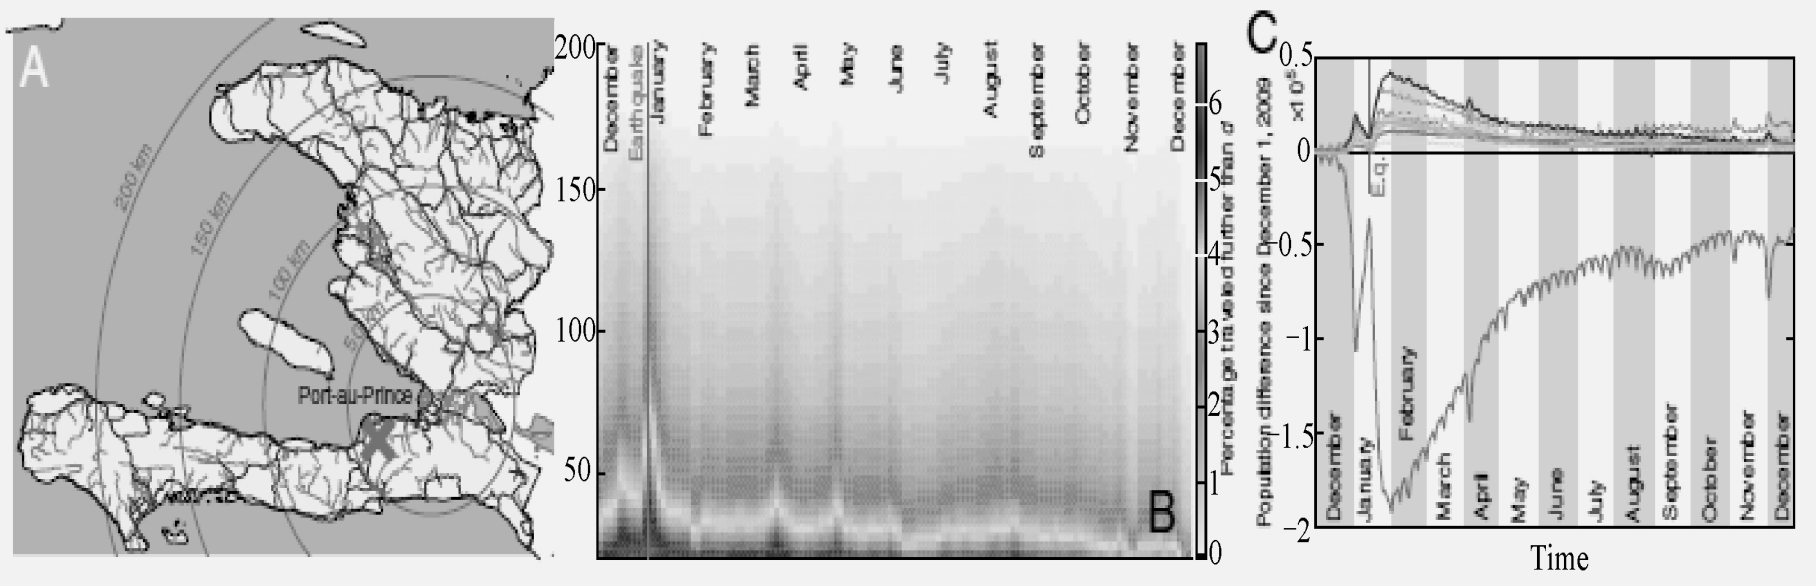 A
200 km
150 km
100 km
50 km
Port-au-Prince
200
150
100
50
December
Earthquake
January
February
March
April
May
June
July
August
September
October
November
December
B
6
5
4
3
2
1
0
Percentage traveled further than d
C
0.5
0
−0.5
−1
−1.5
−2
Population difference since December 1, 2009
E.q.
December
January
February
March
April
May
June
July
August
September
October
November
December
Time